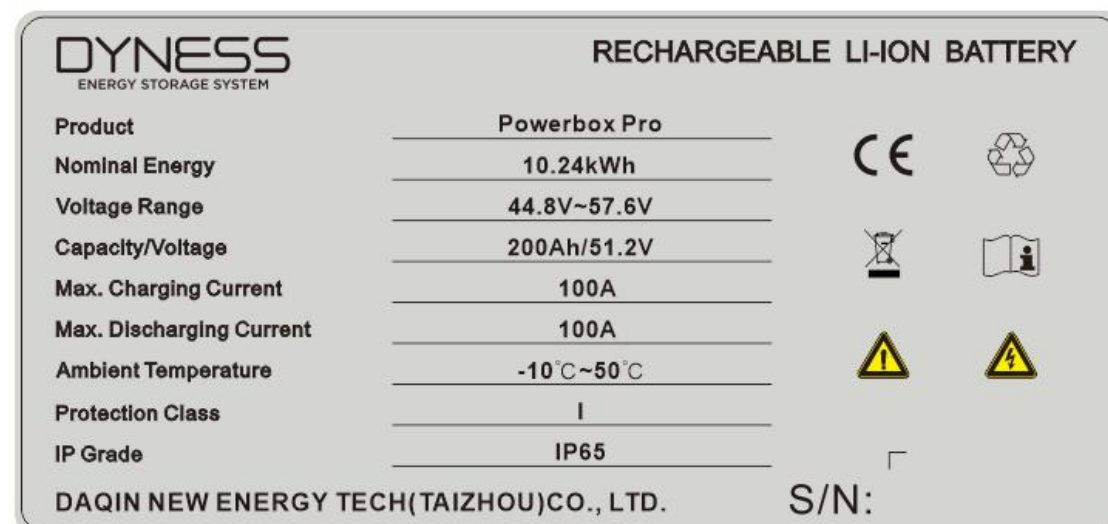 DYNESS
ENERGY STORAGE SYSTEM
RECHARGEABLE LI-ION BATTERY
Product Powerbox Pro
Nominal Energy 10.24kWh
Voltage Range 44.8V~57.6V
Capacity/Voltage 200Ah/51.2V
Max. Charging Current 100A
Max. Discharging Current 100A
Ambient Temperature -10℃~50℃
Protection Class I
IP Grade IP65
DAQIN NEW ENERGY TECH(TAIZHOU)CO., LTD. S/N:
CE